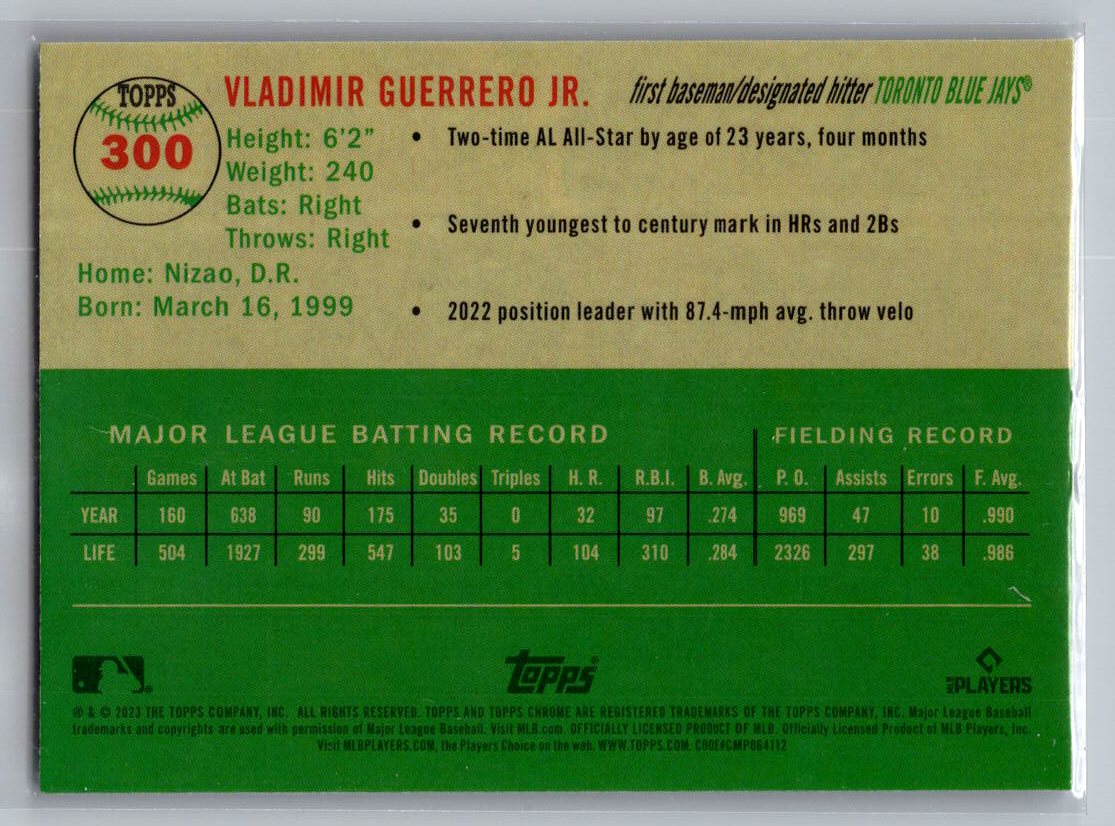 TOPPS
300
VLADIMIR GUERRERO JR.
first baseman/designated hitter TORONTO BLUE JAYS®
Height: 6'2"
Weight: 240
Bats: Right
Throws: Right
Home: Nizao, D.R.
Born: March 16, 1999
• Two-time AL All-Star by age of 23 years, four months
• Seventh youngest to century mark in HRs and 2Bs
• 2022 position leader with 87.4-mph avg. throw velo
MAJOR LEAGUE BATTING RECORD FIELDING RECORD
Games At Bat Runs Hits Doubles Triples H. R. R.B.I. B. Avg. P. O. Assists Errors F. Avg.
YEAR 160 638 90 175 35 0 32 97 .274 969 47 10 .990
LIFE 504 1927 299 547 103 5 104 310 .284 2326 297 38 .986
topps®
MLB PLAYERS
® & © 2023 THE TOPPS COMPANY, INC. ALL RIGHTS RESERVED. TOPPS AND TOPPS CHROME ARE REGISTERED TRADEMARKS OF THE TOPPS COMPANY, INC. Major League Baseball
trademarks and copyrights are used with permission of Major League Baseball. Visit MLB.com. OFFICIALLY LICENSED PRODUCT OF MLB. Officially Licensed Product of MLB Players, Inc.
Visit MLBPLAYERS.COM, the Players Choice on the web. WWW.TOPPS.COM. CODE#CMP084112